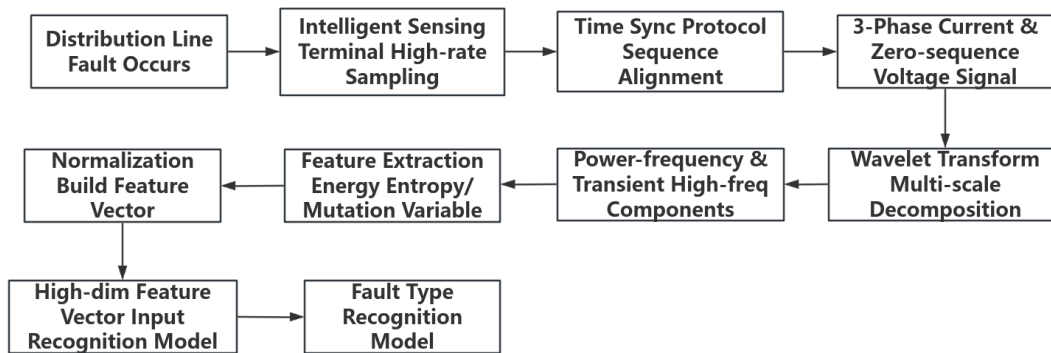 Distribution Line
Fault Occurs
Intelligent Sensing
Terminal High-rate
Sampling
Time Sync Protocol
Sequence
Alignment
3-Phase Current &
Zero-sequence
Voltage Signal
Normalization
Build Feature
Vector
Feature Extraction
Energy Entropy/
Mutation Variable
Power-frequency &
Transient High-freq
Components
Wavelet Transform
Multi-scale
Decomposition
High-dim Feature
Vector Input
Recognition Model
Fault Type
Recognition
Model